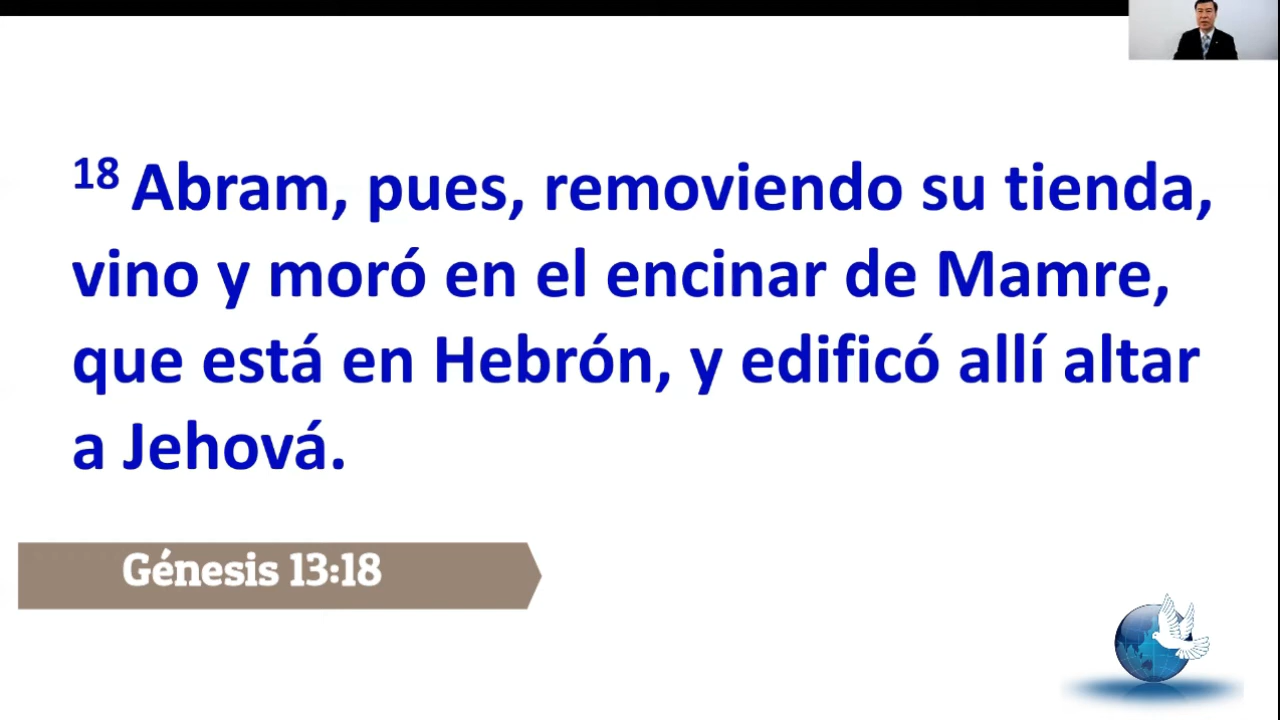 18 Abram, pues, removiendo su tienda,
vino y moró en el encinar de Mamre,
que está en Hebrón, y edificó allí altar
a Jehová.
Génesis 13:18